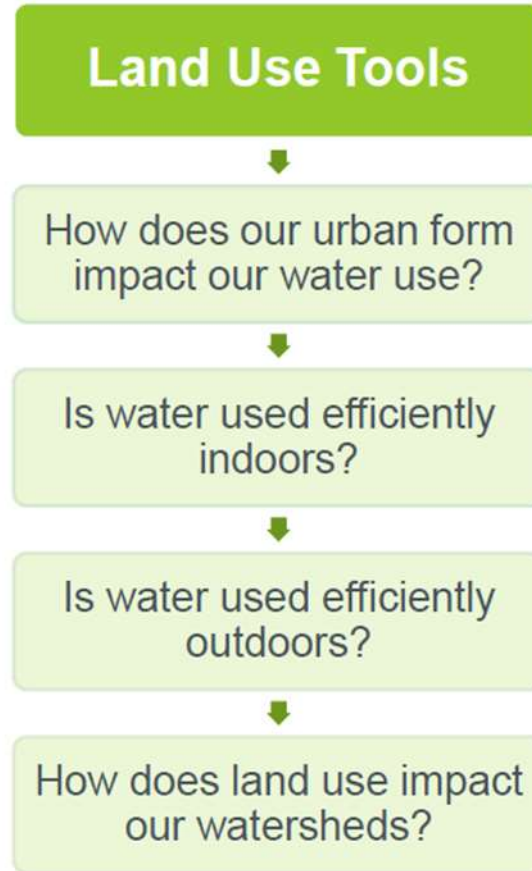 Land Use Tools
How does our urban form
impact our water use?
Is water used efficiently
indoors?
Is water used efficiently
outdoors?
How does land use impact
our watersheds?